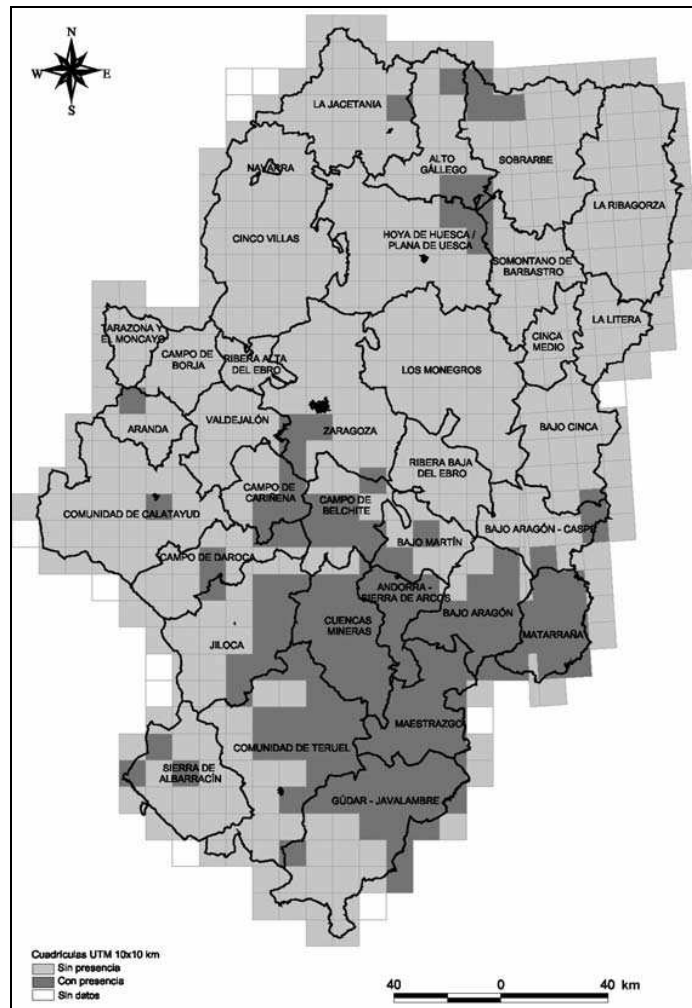 N
W E
S
LA JACETANIA
NAVARRA
ALTO
GÁLLEGO
SOBRARBE
LA RIBAGORZA
CINCO VILLAS
HOYA DE HUESCA /
PLANA DE UESCA
SOMONTANO DE
BARBASTRO
TARAZONA Y
EL MONCAYO
CAMPO DE
BORJA
RIBERA ALTA
DEL EBRO
LOS MONEGROS
CINCA
MEDIO
LA LITERA
ARANDA
VALDEJALÓN
ZARAGOZA
BAJO CINCA
RIBERA BAJA
DEL EBRO
COMUNIDAD DE CALATAYUD
CAMPO DE
CARIÑENA
CAMPO DE
BELCHITE
BAJO ARAGÓN - CASPE
BAJO MARTÍN
CAMPO DE DAROCA
ANDORRA -
SIERRA DE ARCOS
BAJO ARAGÓN
CUENCAS
MINERAS
MATARRAÑA
JILOCA
MAESTRAZGO
COMUNIDAD DE TERUEL
SIERRA DE
ALBARRACÍN
GÚDAR - JAVALAMBRE
Cuadrículas UTM 10x10 km
Sin presencia
Con presencia
Sin datos
40 0 40 km